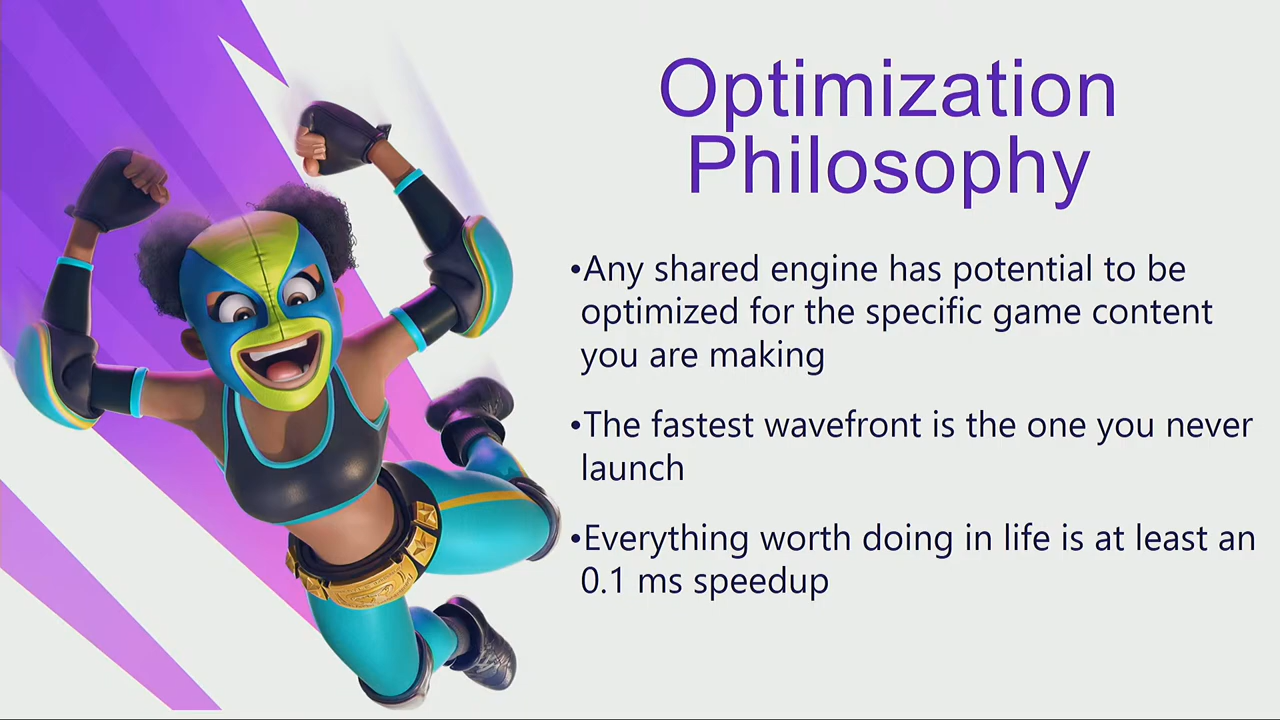 Optimization
Philosophy
•Any shared engine has potential to be
optimized for the specific game content
you are making
•The fastest wavefront is the one you never
launch
•Everything worth doing in life is at least an
0.1 ms speedup